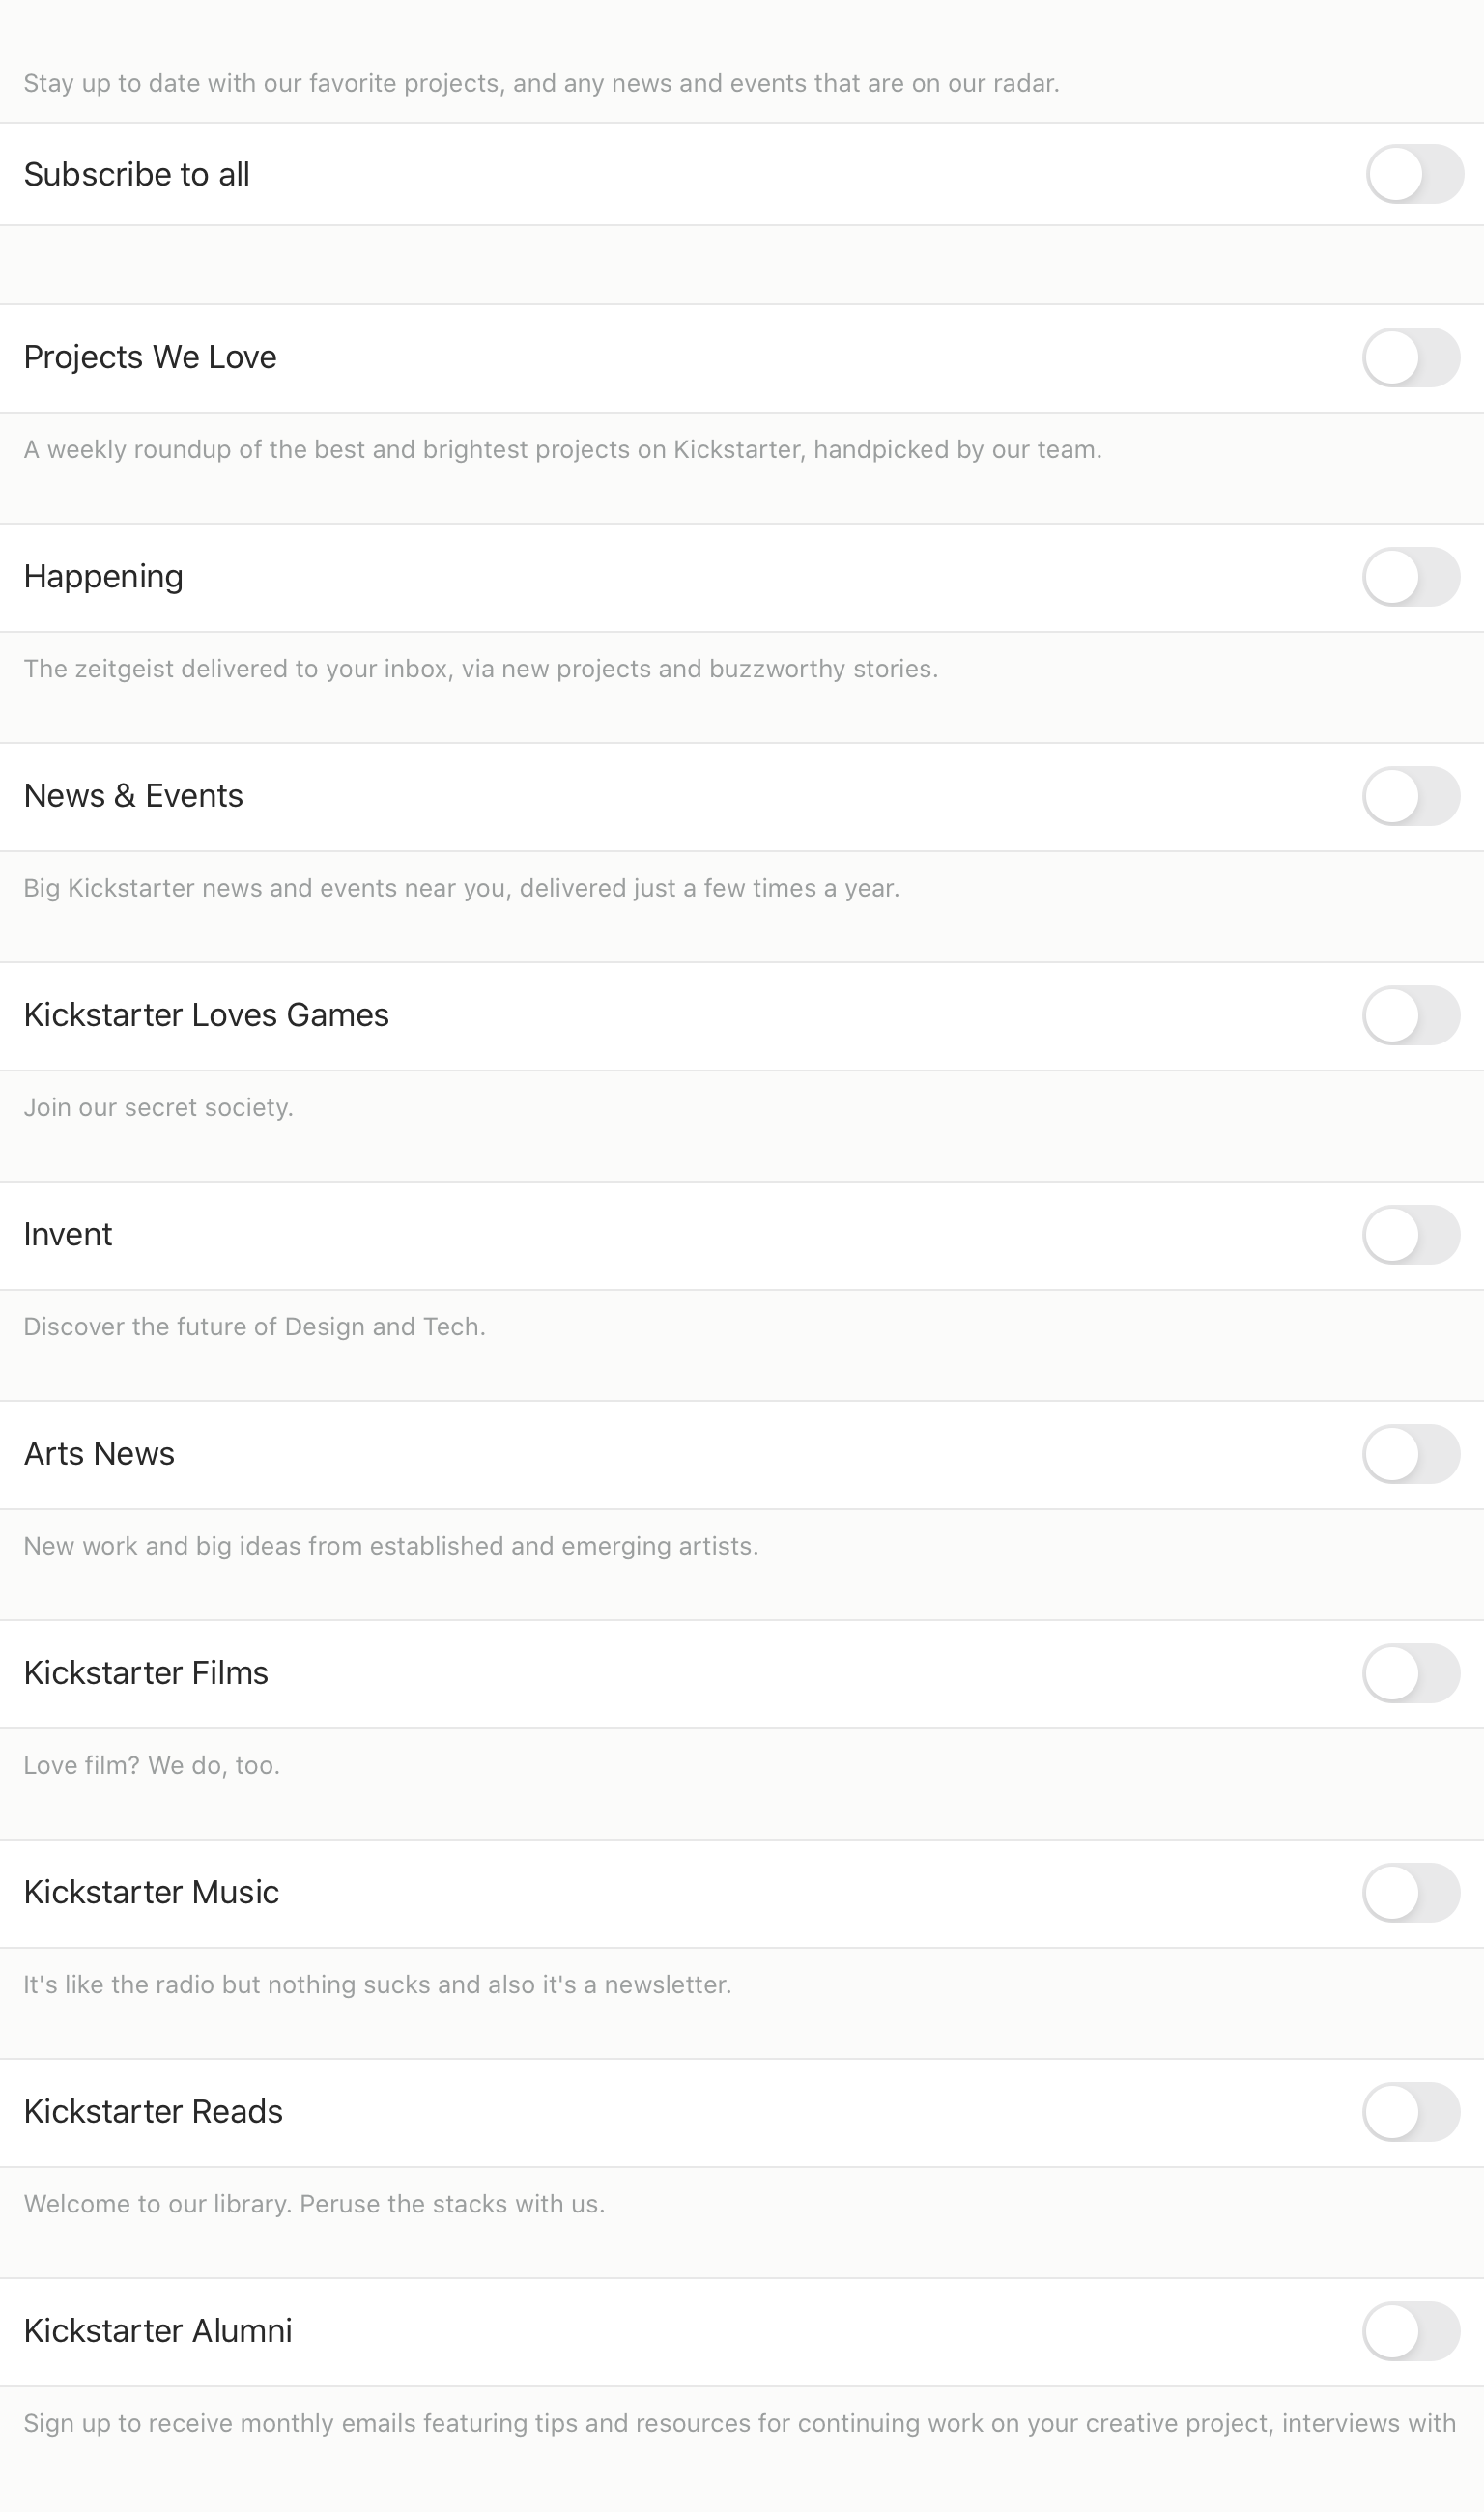 Stay up to date with our favorite projects, and any news and events that are on our radar.
Subscribe to all
Projects We Love
A weekly roundup of the best and brightest projects on Kickstarter, handpicked by our team.
Happening
The zeitgeist delivered to your inbox, via new projects and buzzworthy stories.
News & Events
Big Kickstarter news and events near you, delivered just a few times a year.
Kickstarter Loves Games
Join our secret society.
Invent
Discover the future of Design and Tech.
Arts News
New work and big ideas from established and emerging artists.
Kickstarter Films
Love film? We do, too.
Kickstarter Music
It's like the radio but nothing sucks and also it's a newsletter.
Kickstarter Reads
Welcome to our library. Peruse the stacks with us.
Kickstarter Alumni
Sign up to receive monthly emails featuring tips and resources for continuing work on your creative project, interviews with